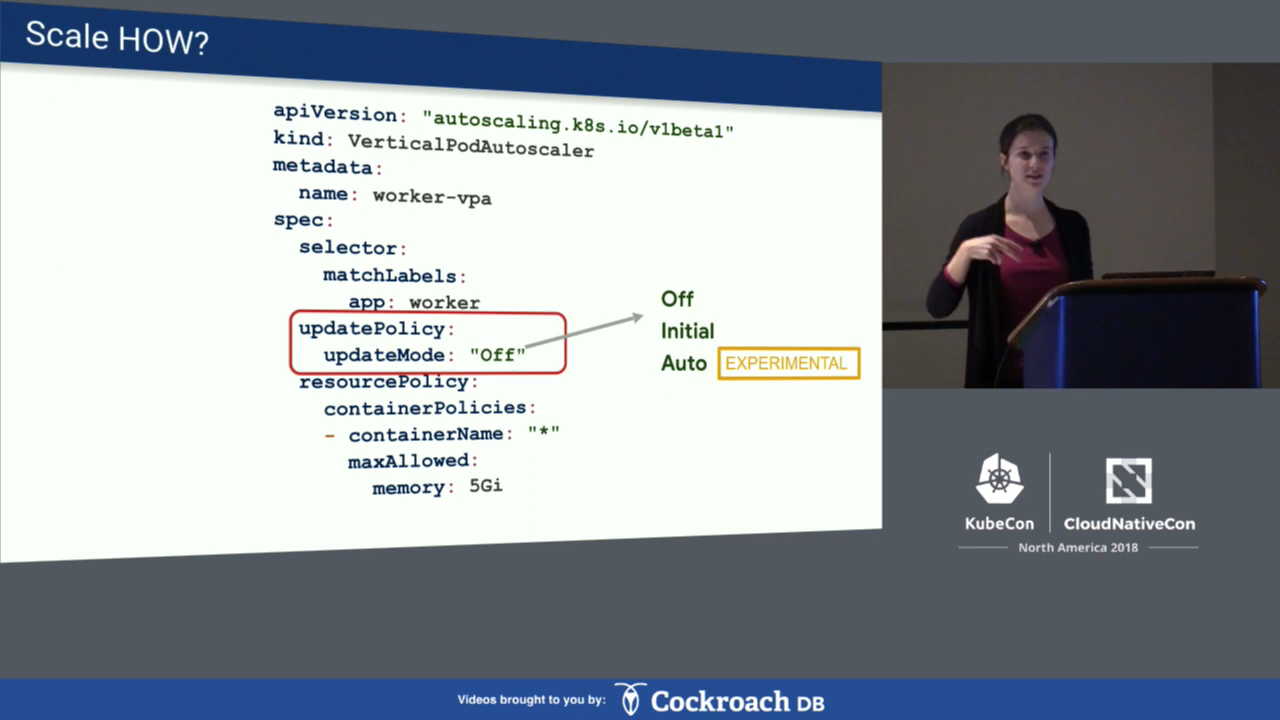 Scale HOW?
apiVersion: "autoscaling.k8s.io/v1beta1"
kind: VerticalPodAutoscaler
metadata:
  name: worker-vpa
spec:
  selector:
    matchLabels:
      app: worker
  updatePolicy:
    updateMode: "Off"
  resourcePolicy:
    containerPolicies:
    - containerName: "*"
      maxAllowed:
        memory: 5Gi
Off
Initial
Auto EXPERIMENTAL
KubeCon
CloudNativeCon
North America 2018
Videos brought to you by: Cockroach DB